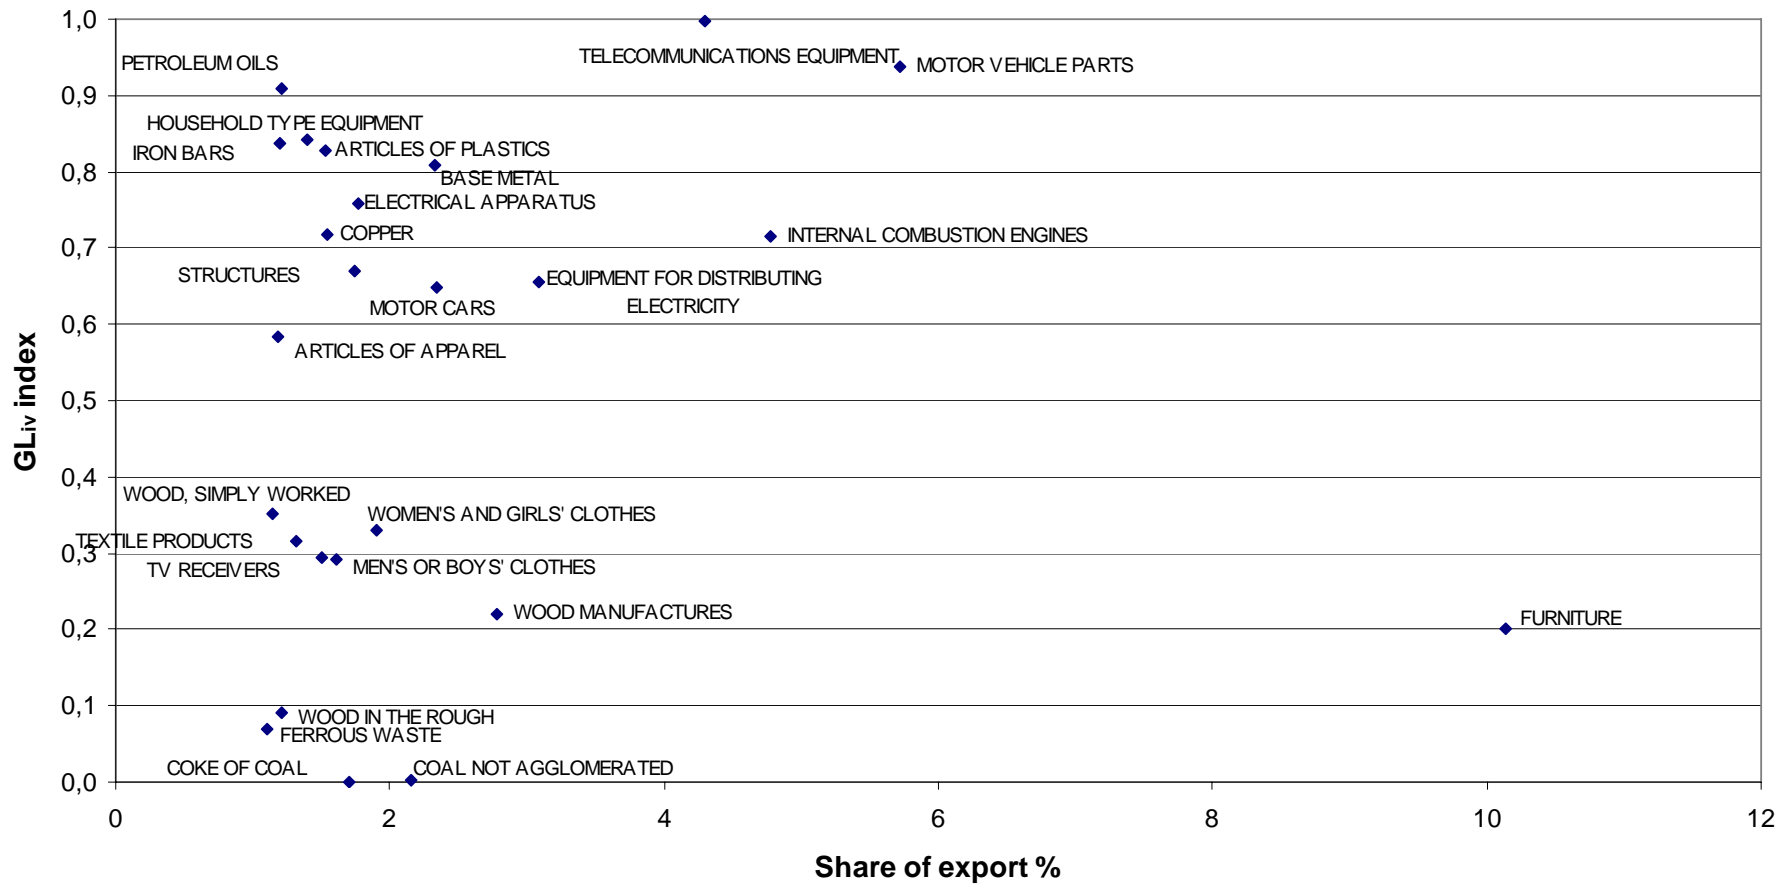 1,0
TELECOMMUNICATIONS EQUIPMENT
PETROLEUM OILS
MOTOR VEHICLE PARTS
0,9
HOUSEHOLD TYPE EQUIPMENT
IRON BARS
ARTICLES OF PLASTICS
0,8
BASE METAL
ELECTRICAL APPARATUS
COPPER
INTERNAL COMBUSTION ENGINES
0,7
STRUCTURES
EQUIPMENT FOR DISTRIBUTING
ELECTRICITY
MOTOR CARS
0,6
ARTICLES OF APPAREL
GLiv index
0,5
0,4
WOOD, SIMPLY WORKED
WOMEN'S AND GIRLS' CLOTHES
TEXTILE PRODUCTS
0,3
TV RECEIVERS
MEN'S OR BOYS' CLOTHES
WOOD MANUFACTURES
FURNITURE
0,2
0,1
WOOD IN THE ROUGH
FERROUS WASTE
COKE OF COAL
COAL NOT AGGLOMERATED
0,0
0 2 4 6 8 10 12
Share of export %